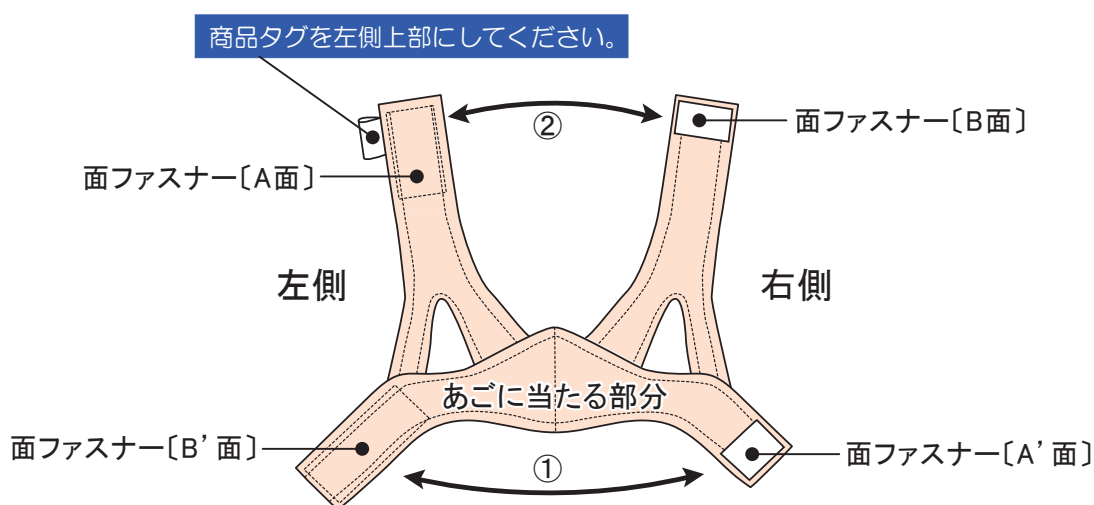 商品タグを左側上部にしてください。
②
面ファスナー〔B面〕
面ファスナー〔A面〕
左側
右側
あごに当たる部分
面ファスナー〔B’面〕
①
面ファスナー〔A’面〕